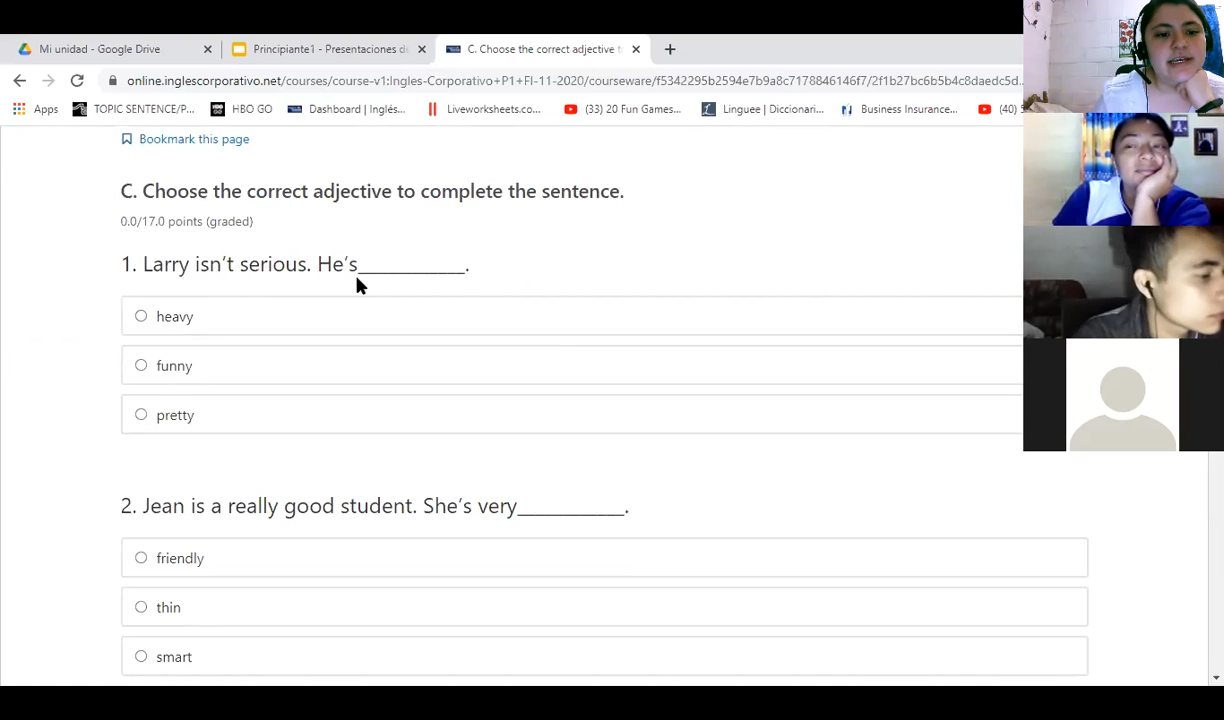 Mi unidad - Google Drive
Principiante1 - Presentaciones de
C. Choose the correct adjective t
online.inglescorporativo.net/courses/course-v1:Ingles-Corporativo+P1+FI-11-2020/courseware/f5342295b2594e7b9a8c7178846146f7/2f1b27bc6b5b4c8daedc5d...
Apps
TOPIC SENTENCE/P...
HBO GO
Dashboard | Inglés...
Liveworksheets.co...
(33) 20 Fun Games...
Linguee | Diccionari...
Business Insurance...
(40)
Bookmark this page
C. Choose the correct adjective to complete the sentence.
0.0/17.0 points (graded)
1. Larry isn’t serious. He’s___________.
heavy
funny
pretty
2. Jean is a really good student. She’s very___________.
friendly
thin
smart